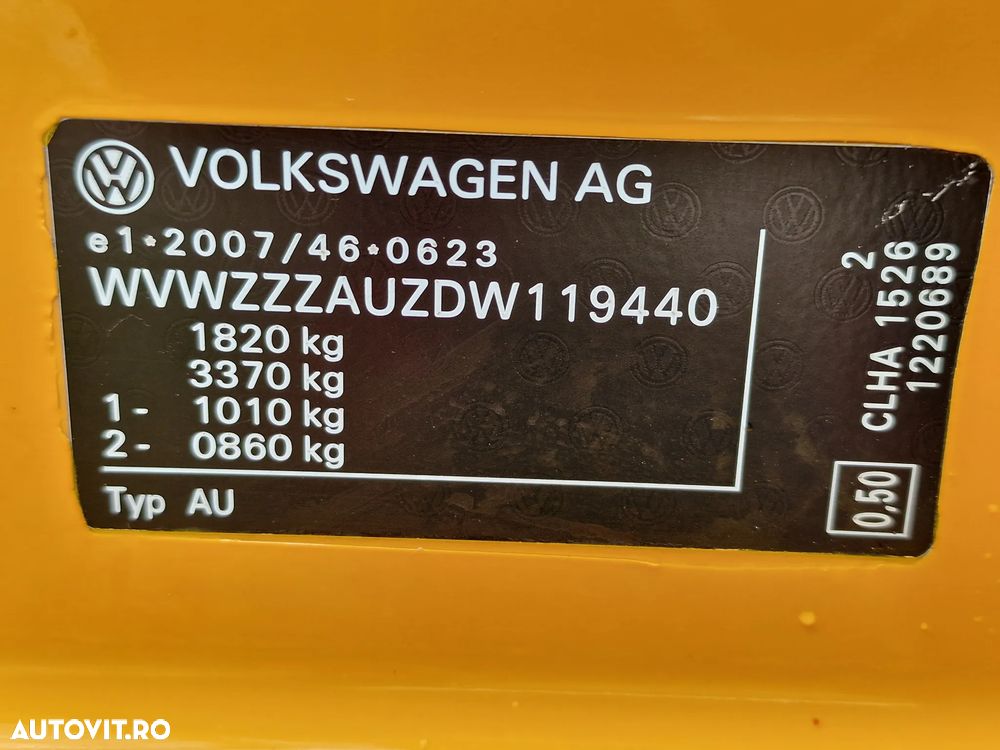 VOLKSWAGEN AG
e1*2007/46*0623
WVWZZZAUZDW119440
1820 kg
3370 kg
1- 1010 kg
2- 0860 kg
Typ AU
2
CLHA 1526
1220689
0,50
AUTOVIT.RO